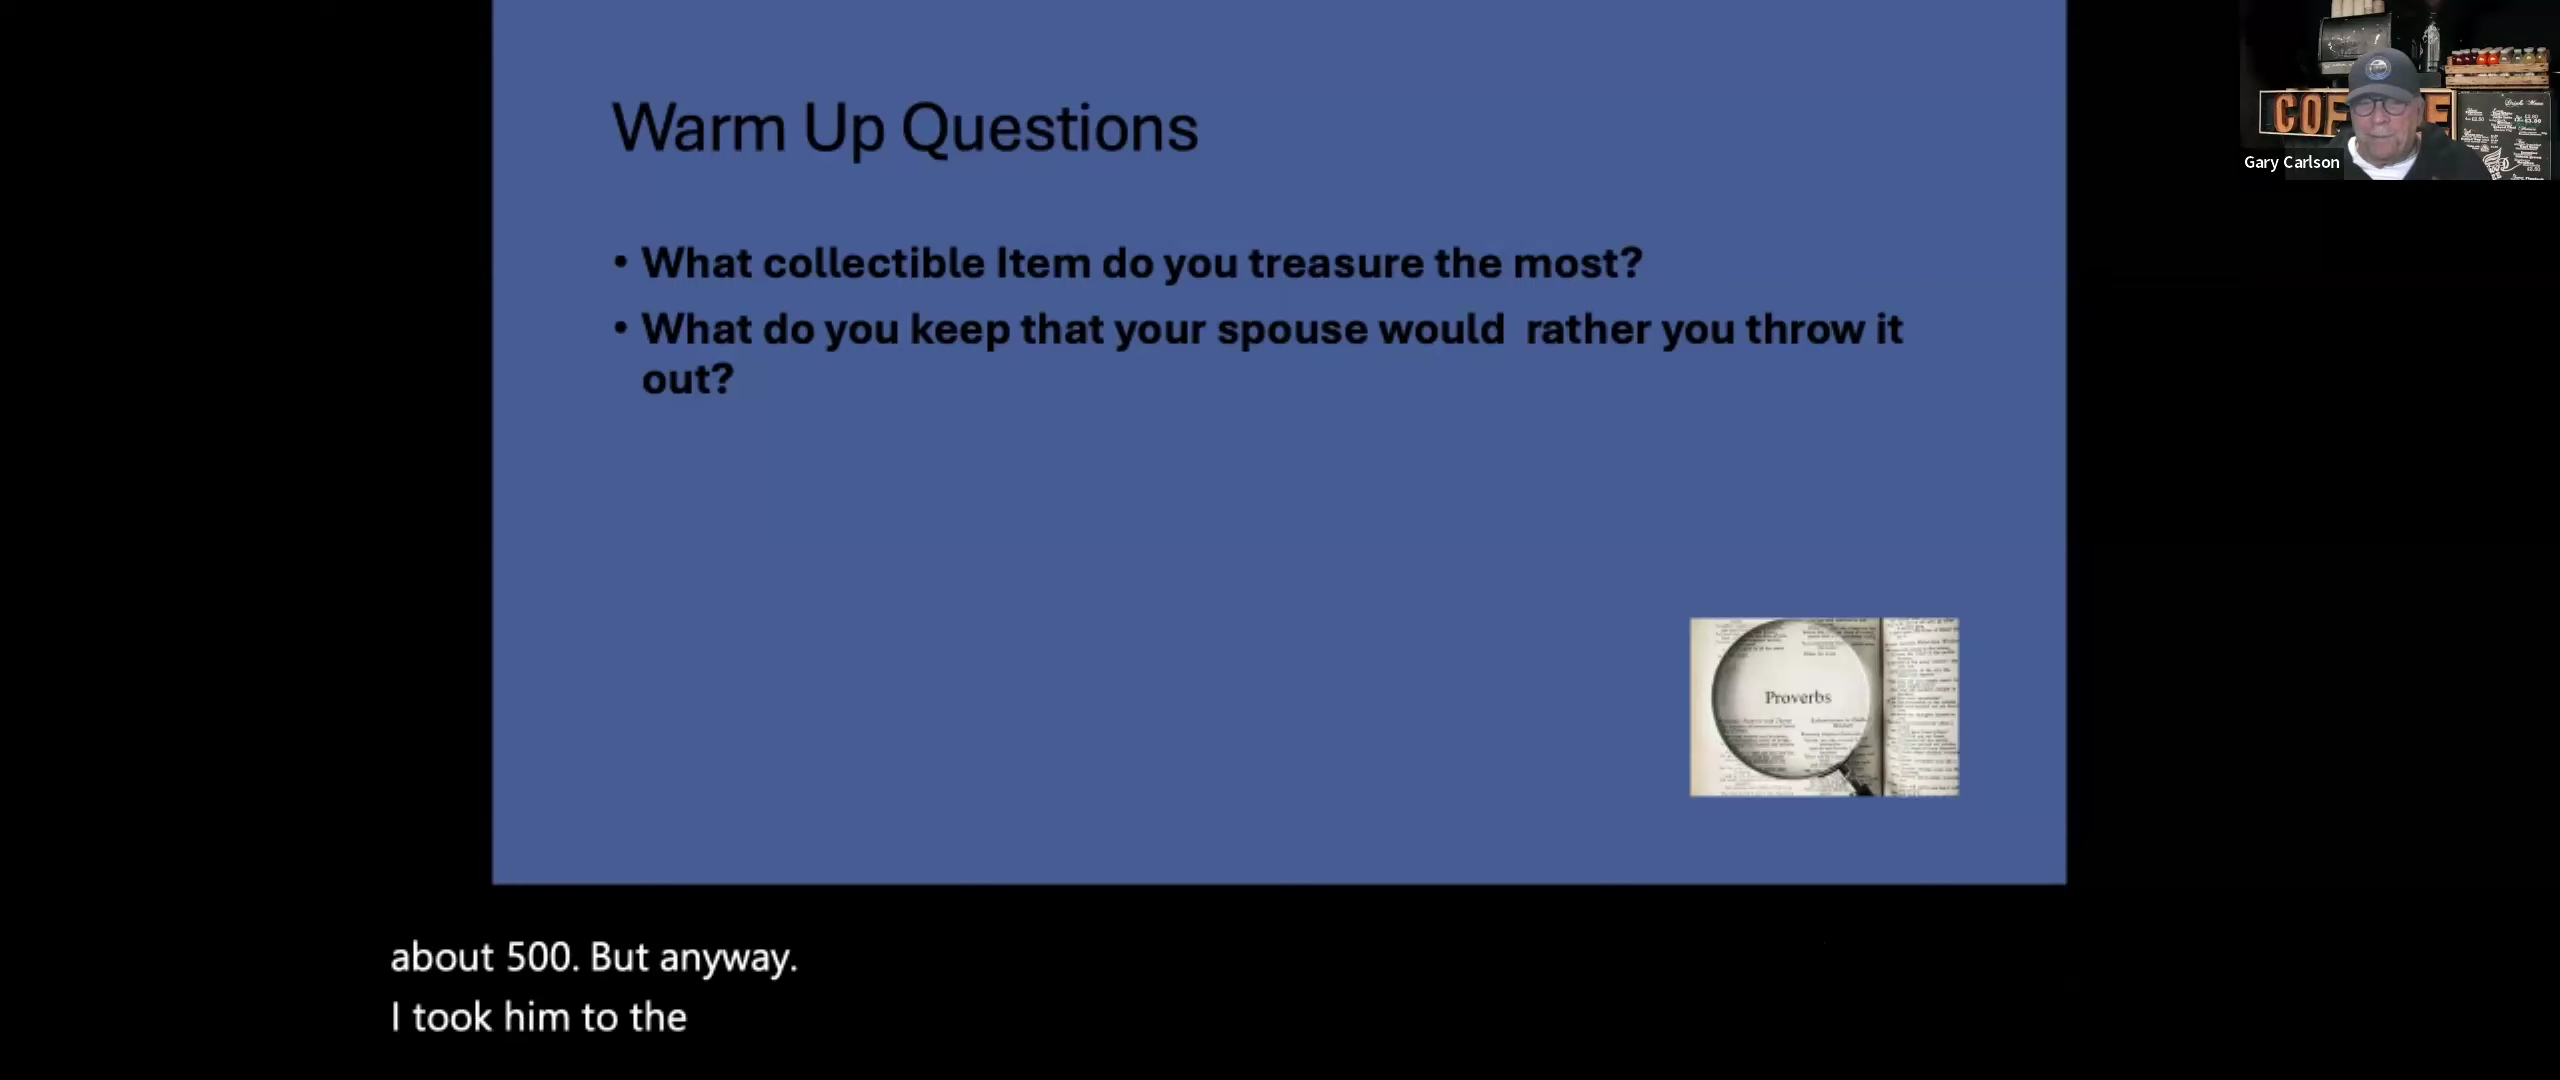 Warm Up Questions
• What collectible Item do you treasure the most?
• What do you keep that your spouse would  rather you throw it
out?
Gary Carlson
Proverbs
about 500. But anyway.
I took him to the